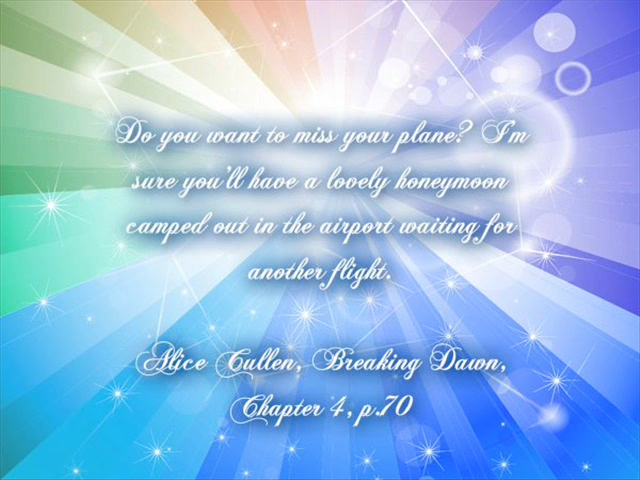 Do you want to miss your plane? I'm
sure you'll have a lovely honeymoon
camped out in the airport waiting for
another flight.
Alice Cullen, Breaking Dawn,
Chapter 4, p.70